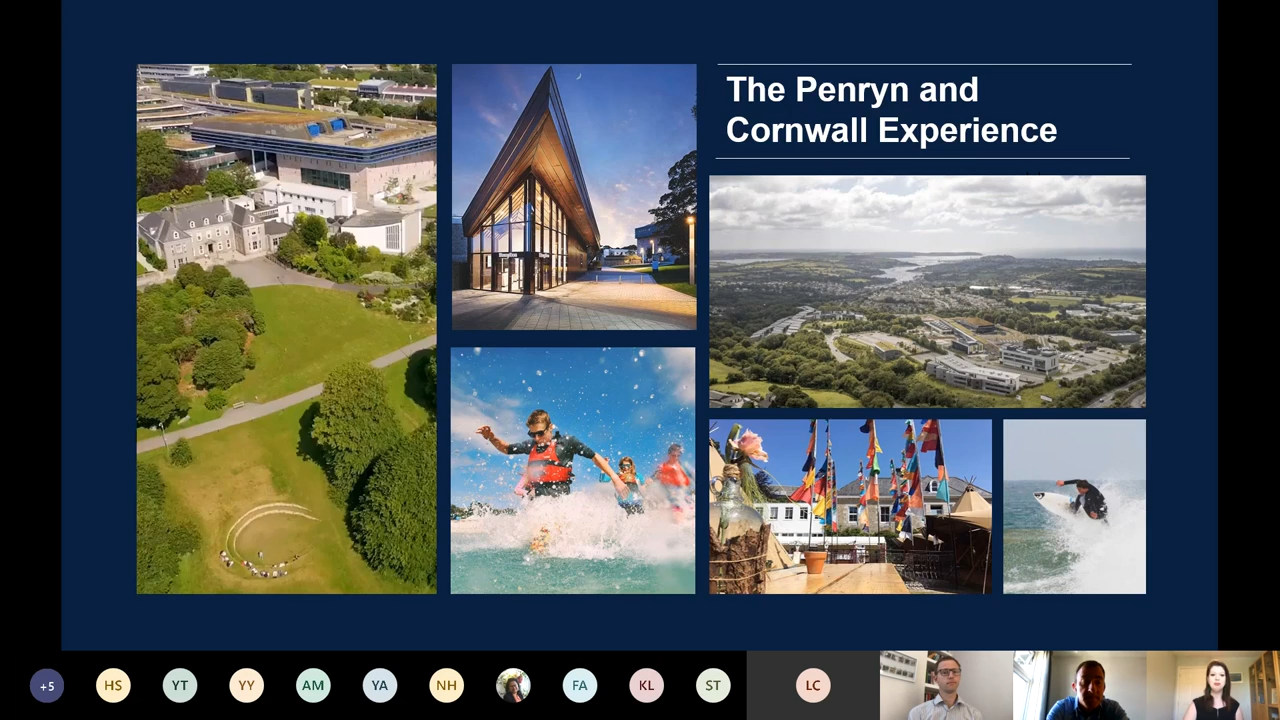 The Penryn and
Cornwall Experience
+5
HS
YT
YY
AM
YA
NH
FA
KL
ST
LC